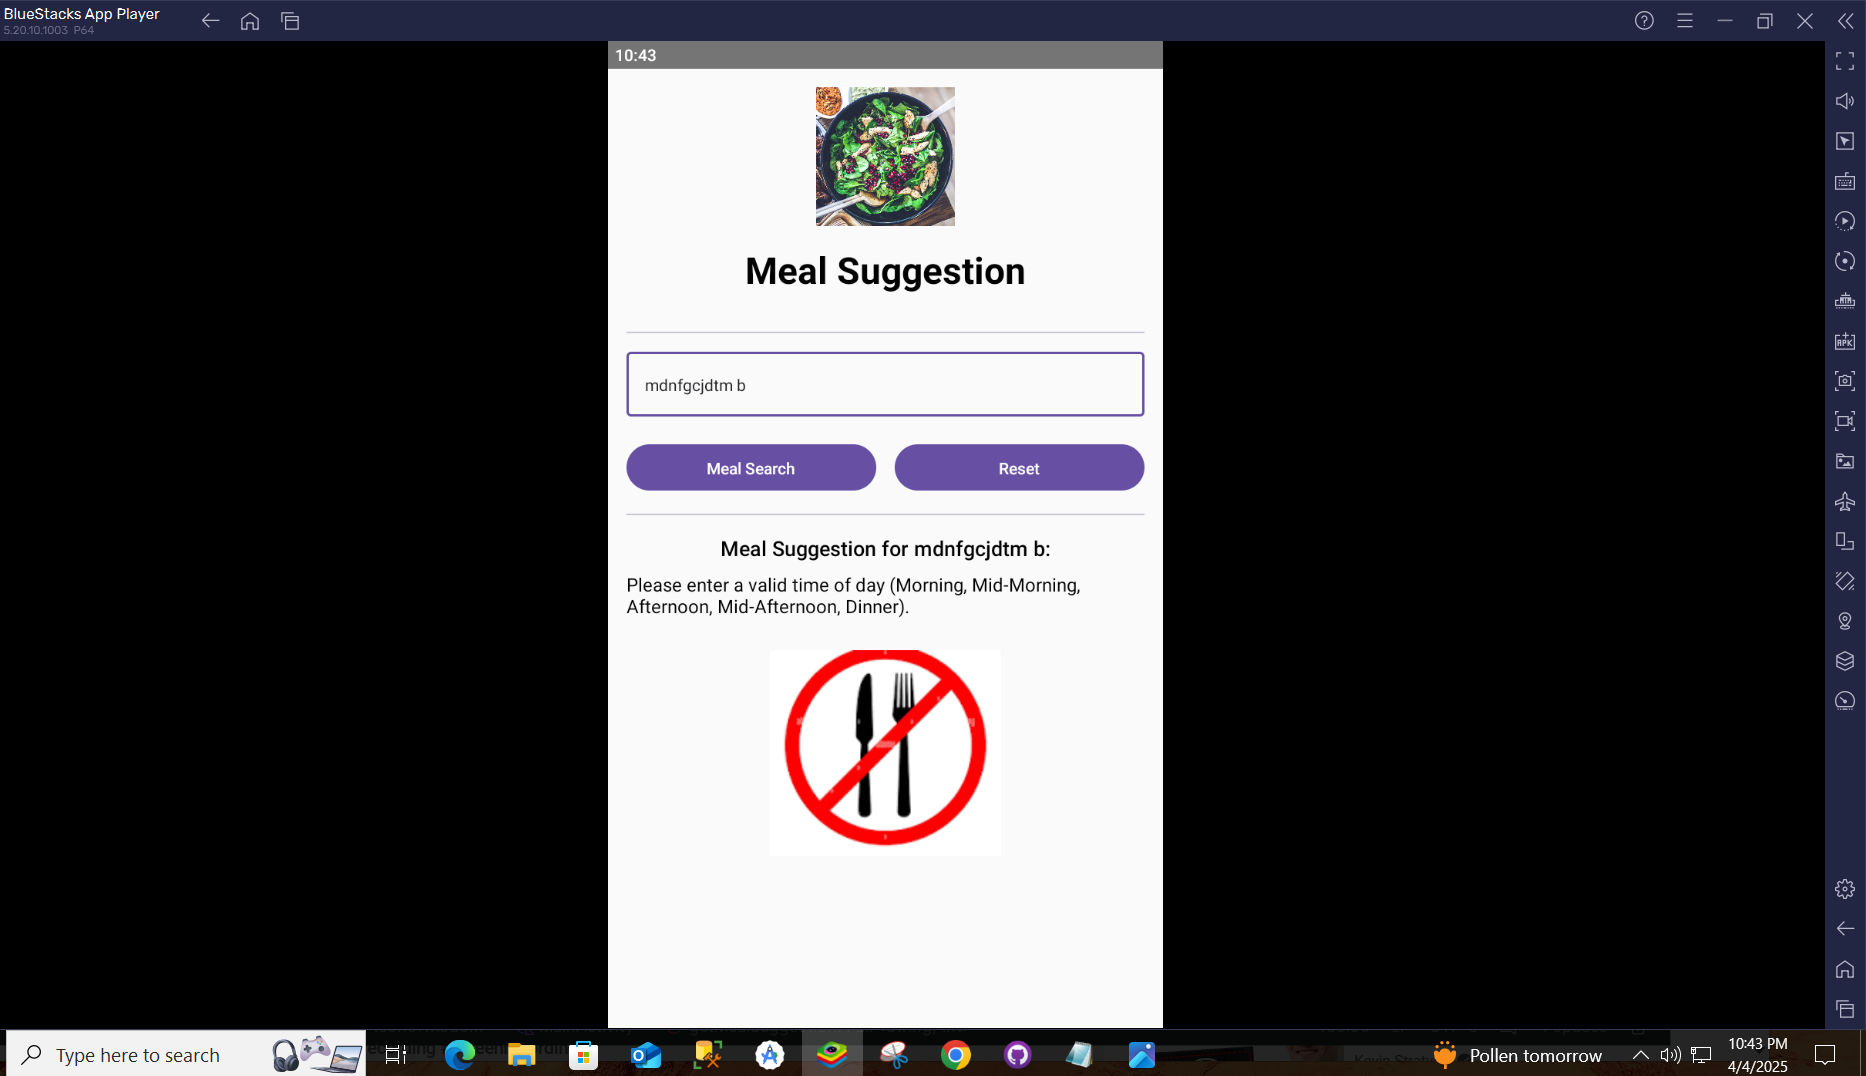 BlueStacks App Player
5.20.10.1003 P64
10:43
Meal Suggestion
mdnfgcjdtm b
Meal Search
Reset
Meal Suggestion for mdnfgcjdtm b:
Please enter a valid time of day (Morning, Mid-Morning,
Afternoon, Mid-Afternoon, Dinner).
APK
Type here to search
Pollen tomorrow
10:43 PM
4/4/2025